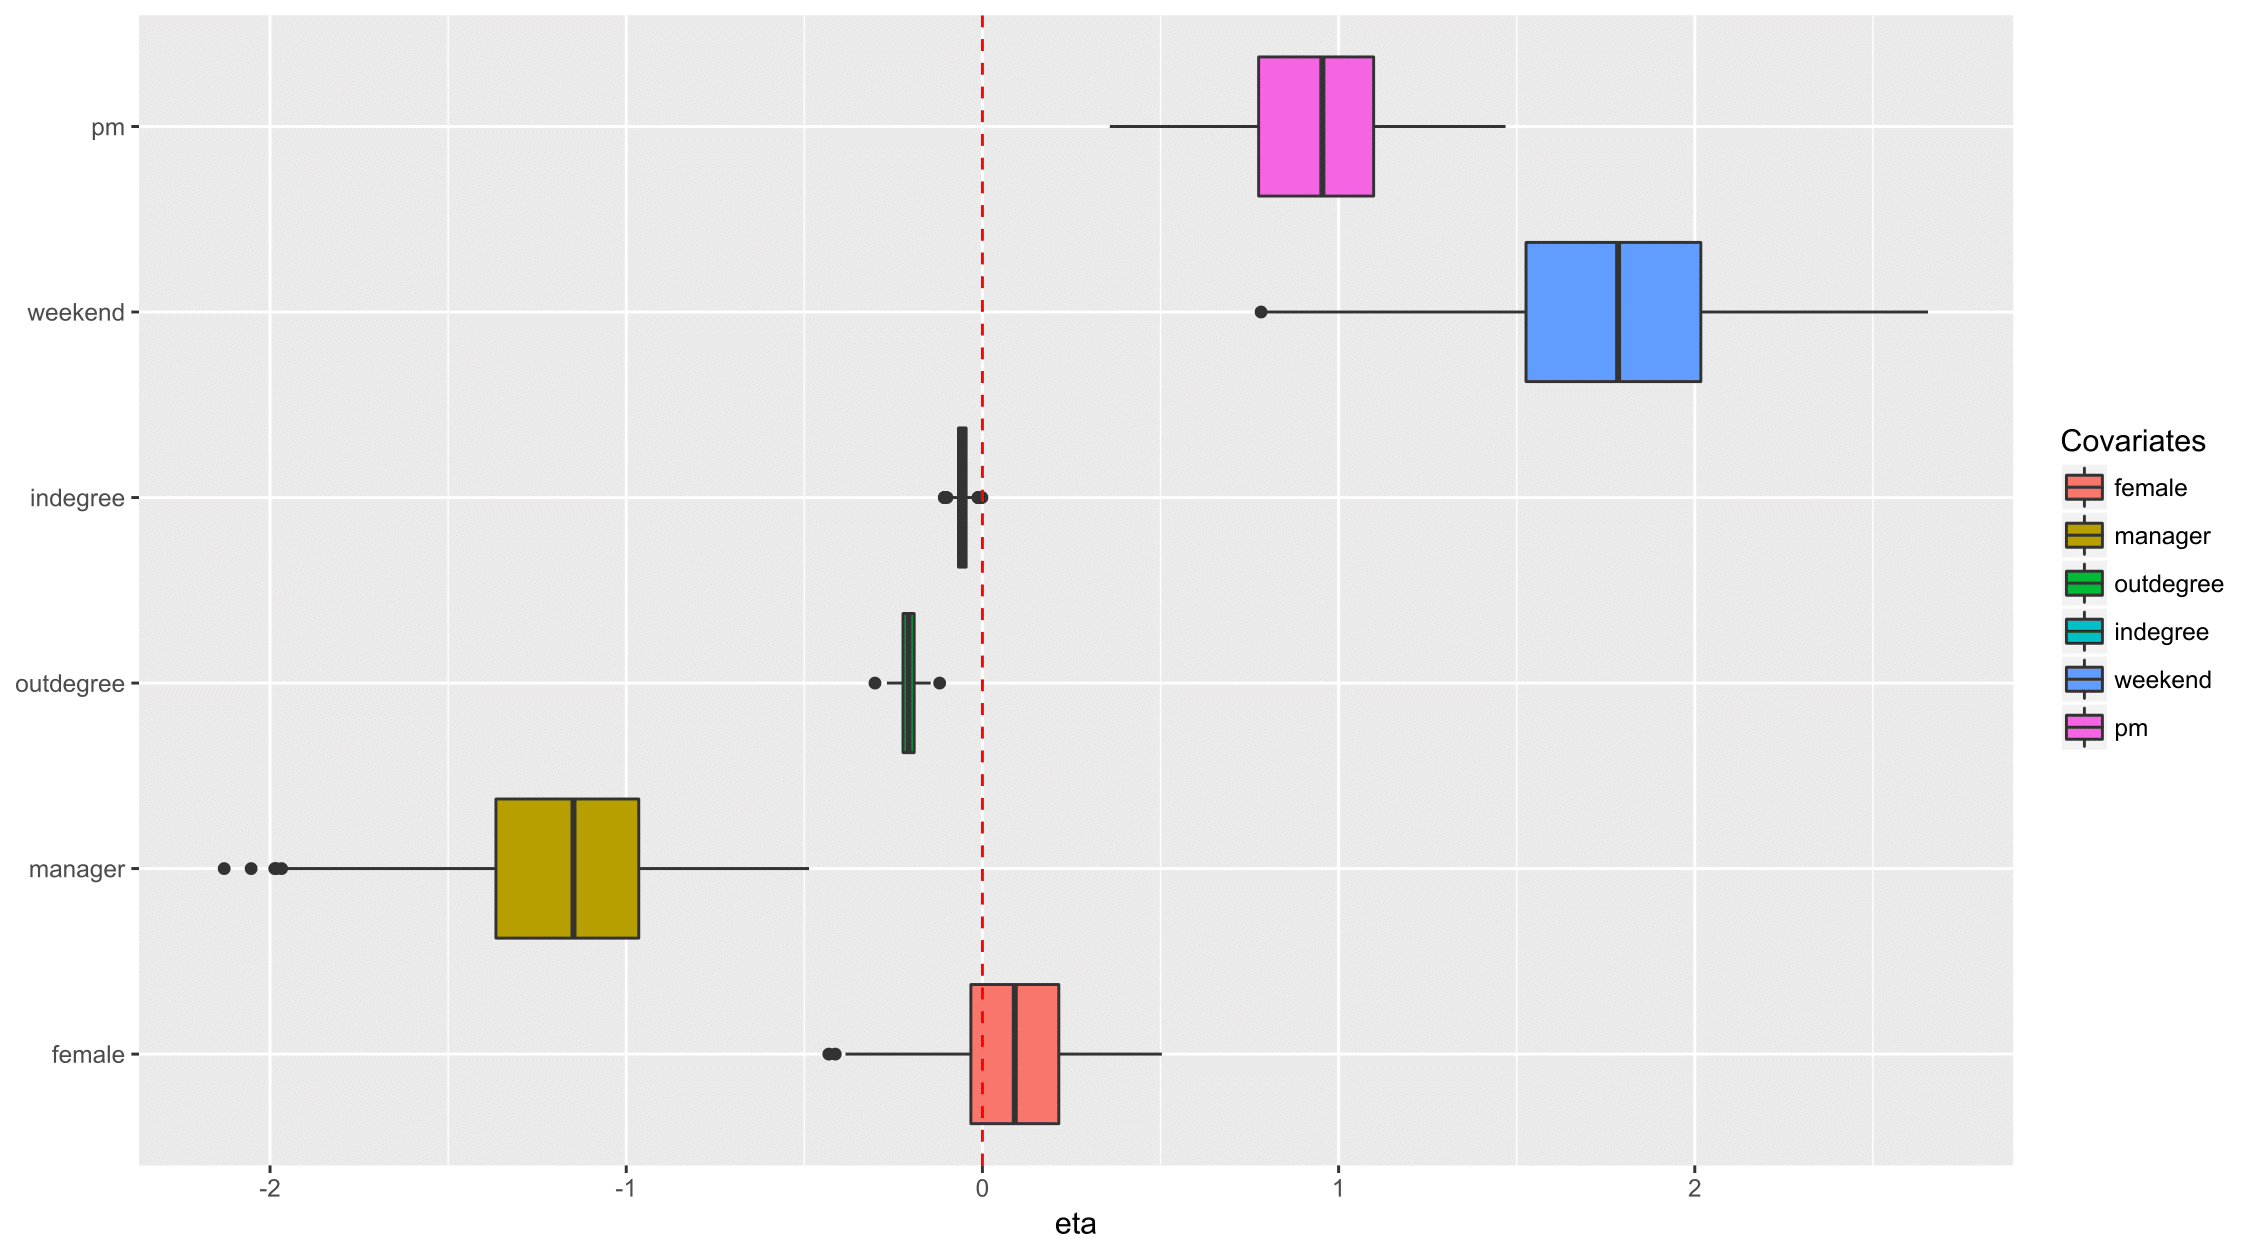 pm
weekend
indegree
outdegree
manager
female
-2
-1
0
1
2
eta
Covariates
female
manager
outdegree
indegree
weekend
pm